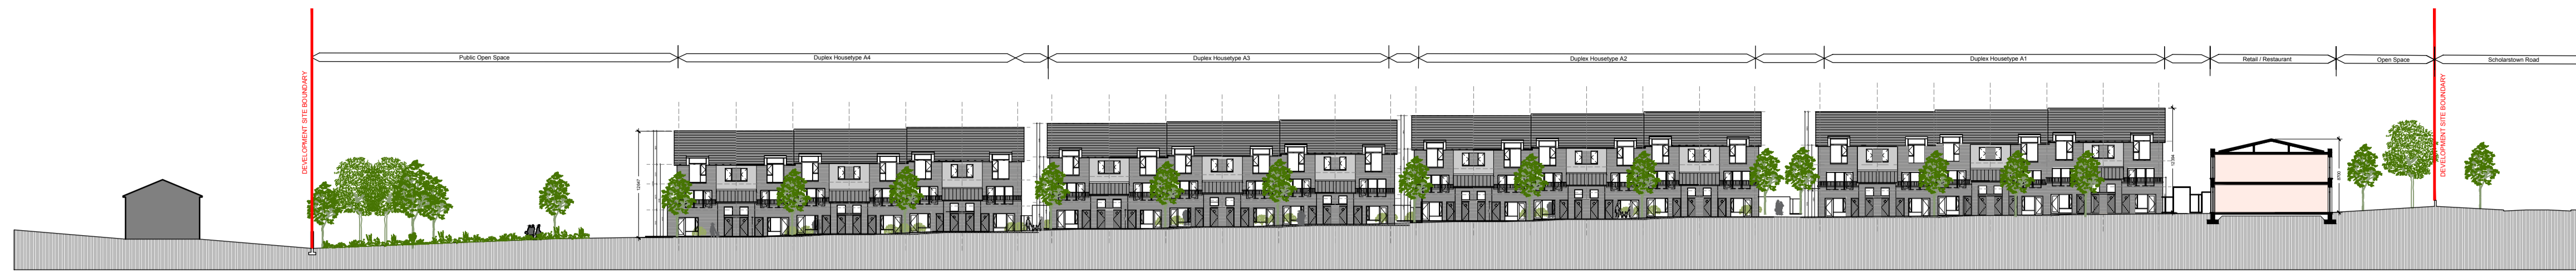 DEVELOPMENT SITE BOUNDARY
Public Open Space
Duplex Housetype A4
Duplex Housetype A3
Duplex Housetype A2
Duplex Housetype A1
Retail / Restaurant
Open Space
DEVELOPMENT SITE BOUNDARY
Scholarstown Road
8700